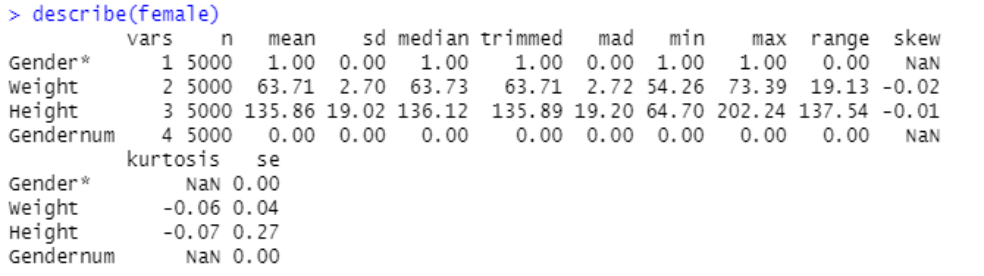 > describe(female)
vars n mean sd median trimmed mad min max range skew
Gender* 1 5000 1.00 0.00 1.00 1.00 0.00 1.00 1.00 0.00 NaN
Weight 2 5000 63.71 2.70 63.73 63.71 2.72 54.26 73.39 19.13 -0.02
Height 3 5000 135.86 19.02 136.12 135.89 19.20 64.70 202.24 137.54 -0.01
Gendernum 4 5000 0.00 0.00 0.00 0.00 0.00 0.00 0.00 0.00 NaN
kurtosis se
Gender* NaN 0.00
Weight -0.06 0.04
Height -0.07 0.27
Gendernum NaN 0.00